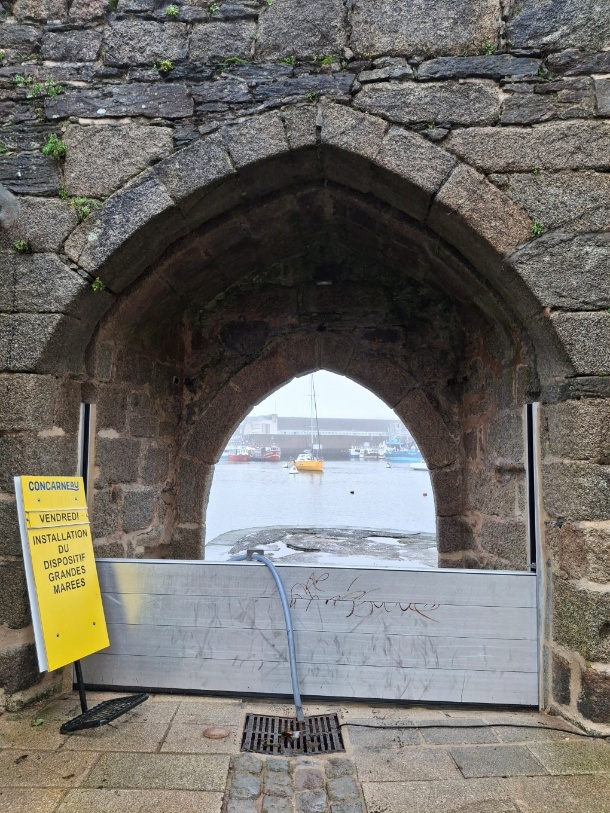 CONCARNEAU
VENDREDI
INSTALLATION
DU
DISPOSITIF
GRANDES
MAREES